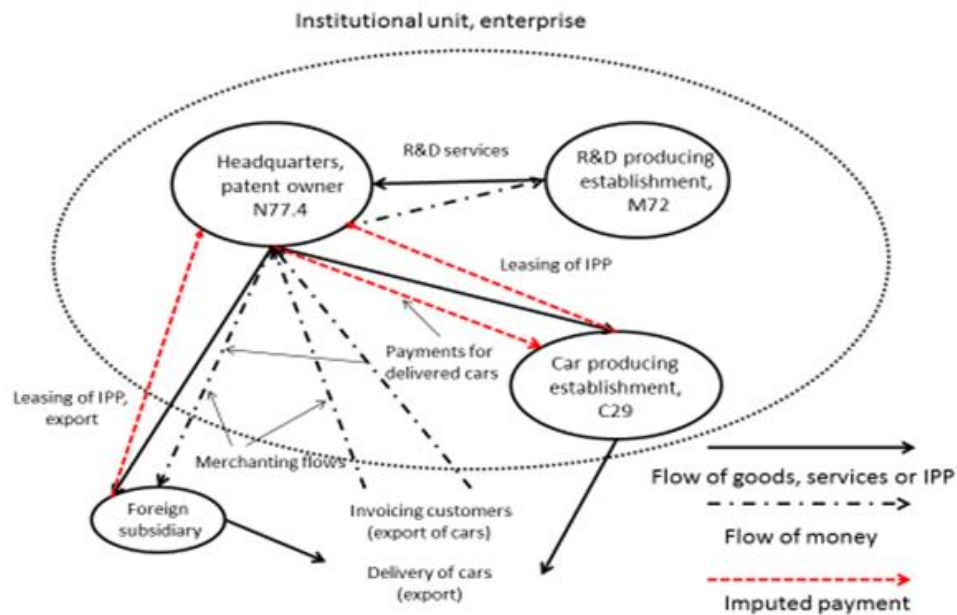 Institutional unit, enterprise
Headquarters,
patent owner
N77.4
R&D services
R&D producing
establishment,
M72
Leasing of IPP
Payments for
delivered cars
Car producing
establishment,
C29
Leasing of IPP,
export
Merchanting flows
Foreign
subsidiary
Invoicing customers
(export of cars)
Delivery of cars
(export)
Flow of goods, services or IPP
Flow of money
Imputed payment